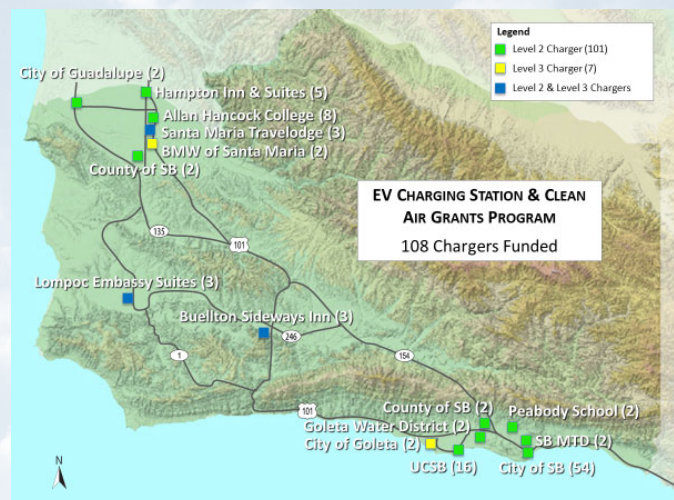 Legend
Level 2 Charger (101)
Level 3 Charger (7)
Level 2 & Level 3 Chargers
City of Guadalupe (2)
Hampton Inn & Suites (5)
Allan Hancock College (8)
Santa Maria Travelodge (3)
BMW of Santa Maria (2)
County of SB (2)
EV CHARGING STATION & CLEAN
AIR GRANTS PROGRAM
108 Chargers Funded
135
101
Lompoc Embassy Suites (3)
Buellton Sideways Inn (3)
246
1
154
101
County of SB (2)
Peabody School (2)
Goleta Water District (2)
SB MTD (2)
City of Goleta (2)
UCSB (16)
City of SB (54)
N